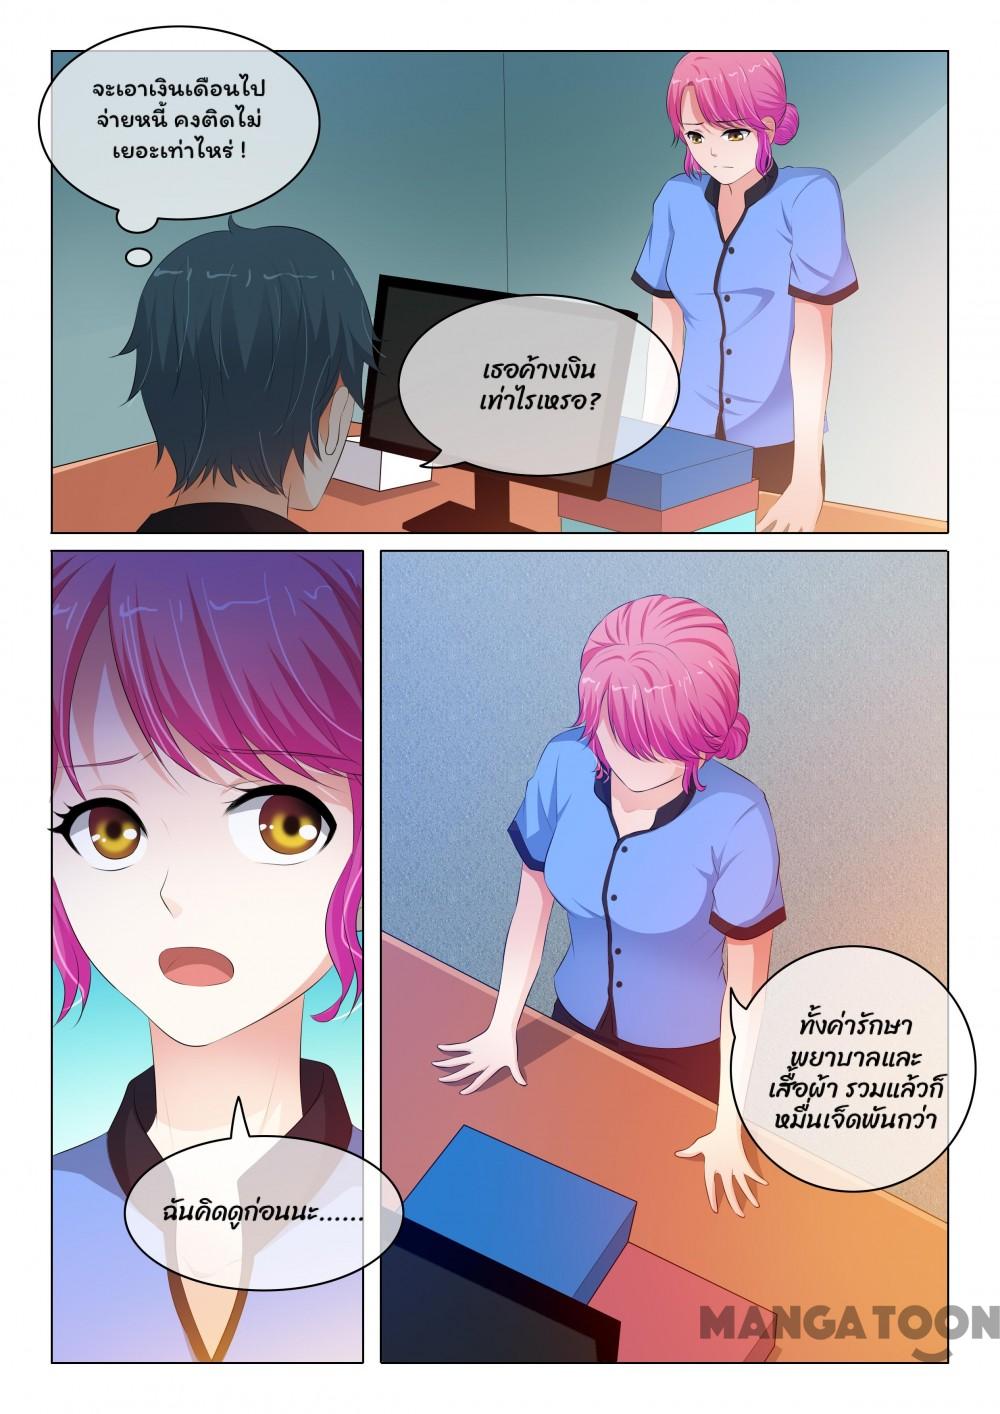 จะเอาเงินเดือนไป
จ่ายหนี้ คงติดไม่
เยอะเท่าไหร่ !
เธอค้างเงิน
เท่าไรเหรอ?
ฉันคิดดูก่อนนะ......
ทั้งค่ารักษา
พยาบาลและ
เสื้อผ้า รวมแล้วก็
หมื่นเจ็ดพันกว่า
MANGATOON